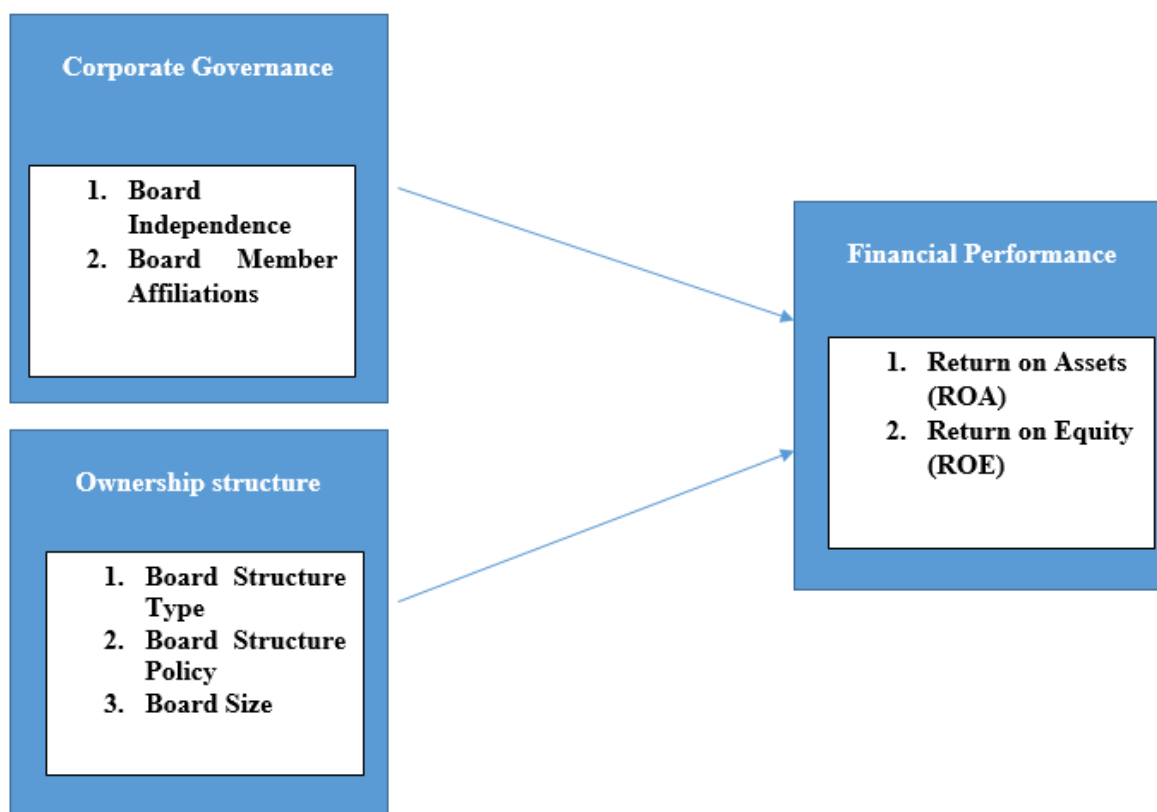 Corporate Governance
1. Board
Independence
2. Board Member
Affiliations
Ownership structure
1. Board Structure
Type
2. Board Structure
Policy
3. Board Size
Financial Performance
1. Return on Assets
(ROA)
2. Return on Equity
(ROE)